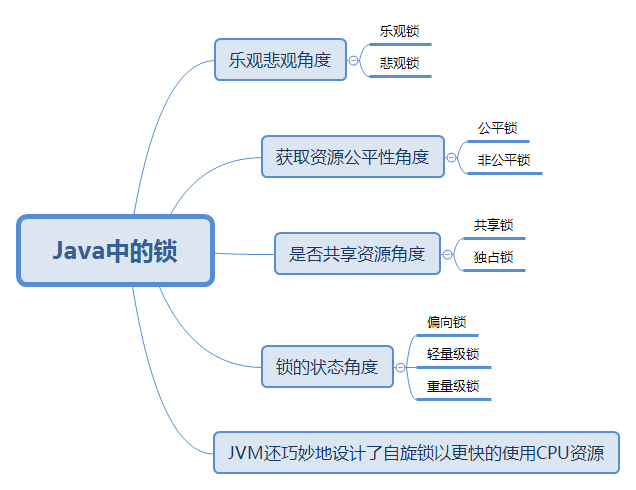 Java中的锁
乐观悲观角度
乐观锁
悲观锁
获取资源公平性角度
公平锁
非公平锁
是否共享资源角度
共享锁
独占锁
锁的状态角度
偏向锁
轻量级锁
重量级锁
JVM还巧妙地设计了自旋锁以更快的使用CPU资源